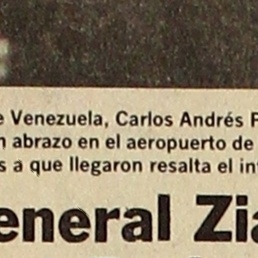 e Venezuela, Carlos Andrés P
n abrazo en el aeropuerto de
s a que llegaron resalta el in
eneral Zia